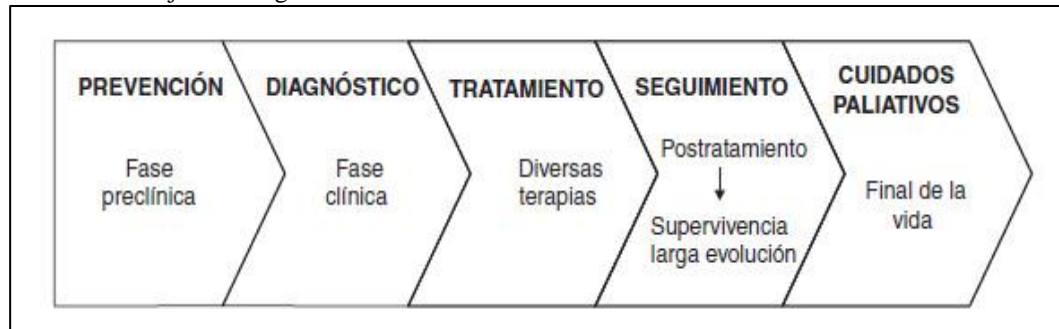 PREVENCIÓN
Fase
preclínica
DIAGNÓSTICO
Fase
clínica
TRATAMIENTO
Diversas
terapias
SEGUIMIENTO
Postratamiento
Supervivencia
larga evolución
CUIDADOS
PALIATIVOS
Final de la
vida